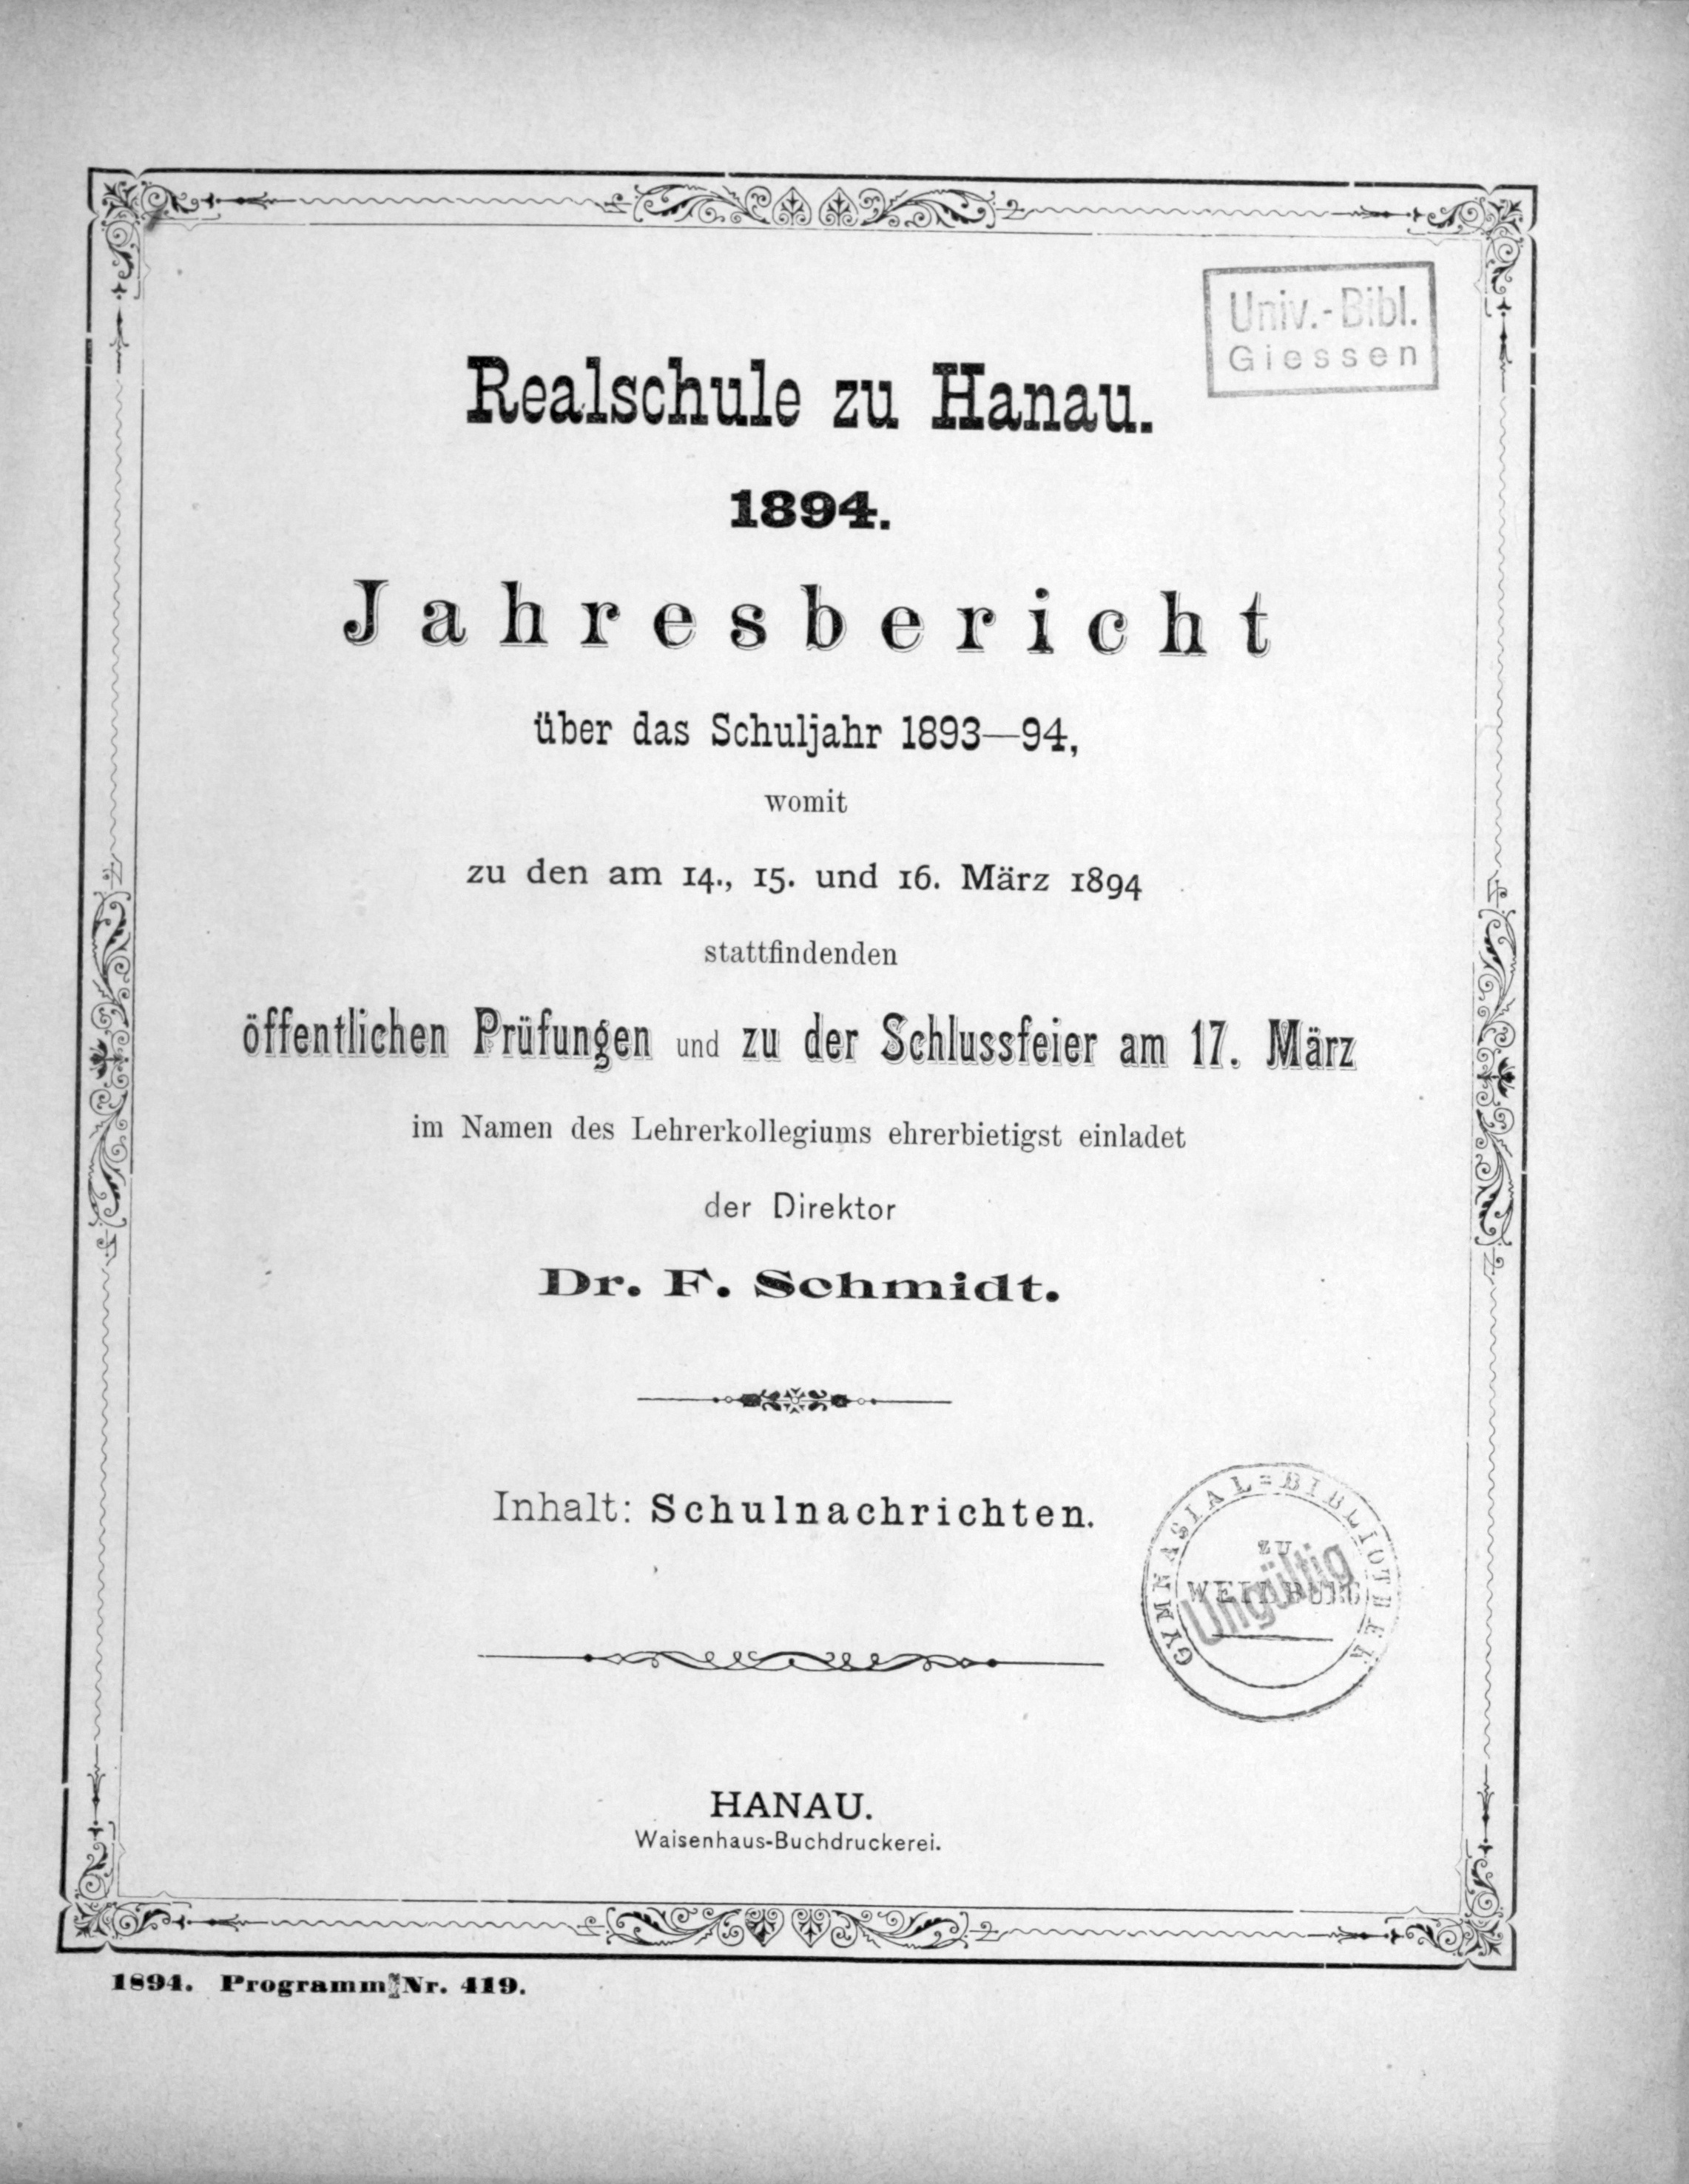 Univ.-Bibl.
Giessen
Realschule zu Hanau.
1894.
Jahresbericht
über das Schuljahr 1893—94,
womit
zu den am 14., 15. und 16. März 1894
stattfindenden
öffentlichen Prüfungen und zu der Schlussfeier am 17. März
im Namen des Lehrerkollegiums ehrerbietigst einladet
der Direktor
Dr. F. Schmidt.
Inhalt: Schulnachrichten.
GYMNASIAL=BIBLIOTHEK
ZU
WEILBURG
Ungültig
HANAU.
Waisenhaus-Buchdruckerei.
1894. Programm Nr. 419.